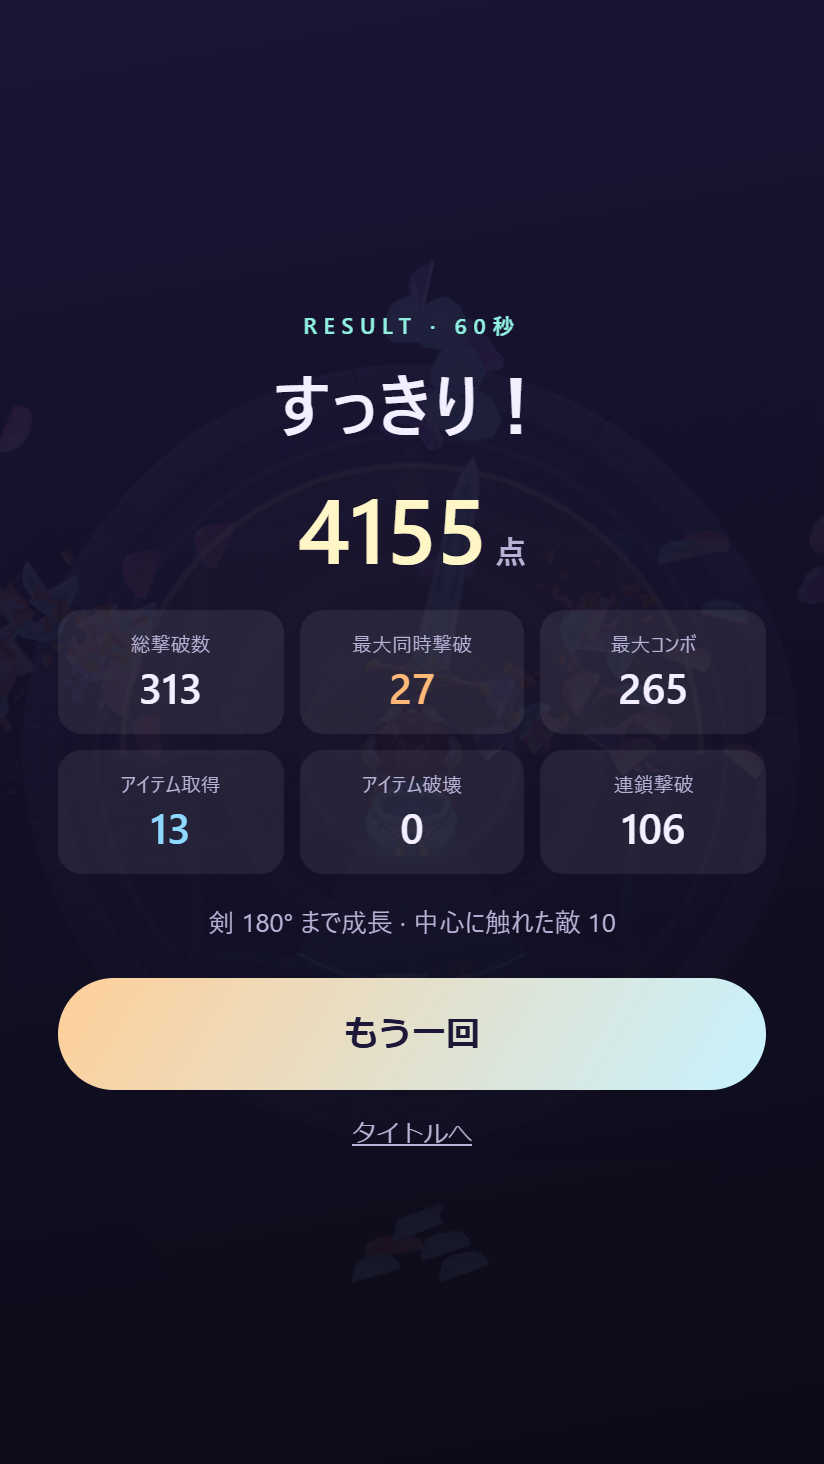 RESULT · 60秒
すっきり！
4155 点
総撃破数
313
最大同時撃破
27
最大コンボ
265
アイテム取得
13
アイテム破壊
0
連鎖撃破
106
剣 180° まで成長 · 中心に触れた敵 10
もう一回
タイトルへ